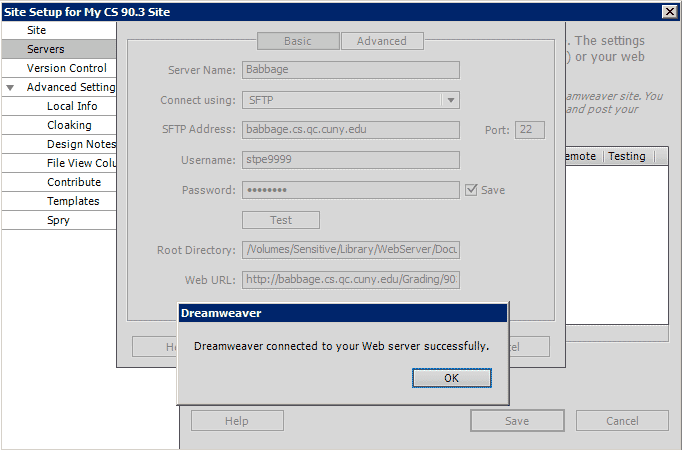 Site Setup for My CS 90.3 Site
Site
Servers
Version Control
Advanced Setting
Local Info
Cloaking
Design Notes
File View Colu
Contribute
Templates
Spry
Basic
Advanced
Server Name: Babbage
Connect using: SFTP
SFTP Address: babbage.cs.qc.cuny.edu
Port: 22
Username: stpe9999
Password: ••••••••
Save
Test
Root Directory: /Volumes/Sensitive/Library/WebServer/Docu
Web URL: http://babbage.cs.qc.cuny.edu/Grading/90.
. The settings
) or your web
amweaver site. You
and post your
emote
Testing
He
cel
Dreamweaver
Dreamweaver connected to your Web server successfully.
OK
Help
Save
Cancel